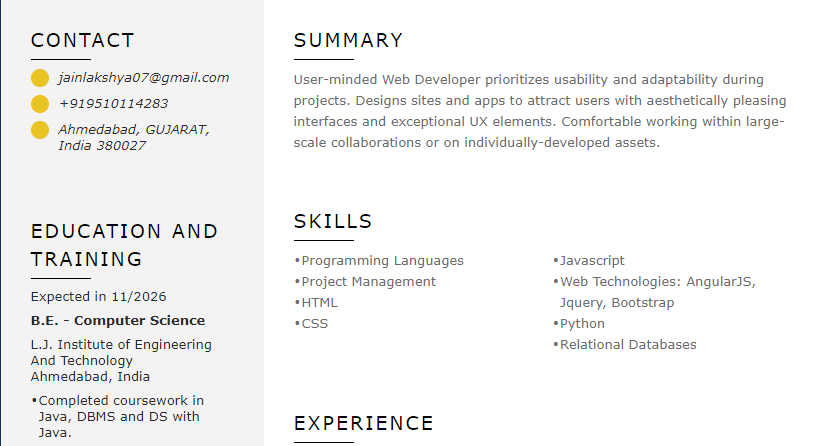 CONTACT
jainlakshya07@gmail.com
+919510114283
Ahmedabad, GUJARAT,
India 380027
EDUCATION AND
TRAINING
Expected in 11/2026
B.E. - Computer Science
L.J. Institute of Engineering
And Technology
Ahmedabad, India
•Completed coursework in
Java, DBMS and DS with
Java.
SUMMARY
User-minded Web Developer prioritizes usability and adaptability during
projects. Designs sites and apps to attract users with aesthetically pleasing
interfaces and exceptional UX elements. Comfortable working within large-
scale collaborations or on individually-developed assets.
SKILLS
•Programming Languages
•Project Management
•HTML
•CSS
•Javascript
•Web Technologies: AngularJS,
Jquery, Bootstrap
•Python
•Relational Databases
EXPERIENCE